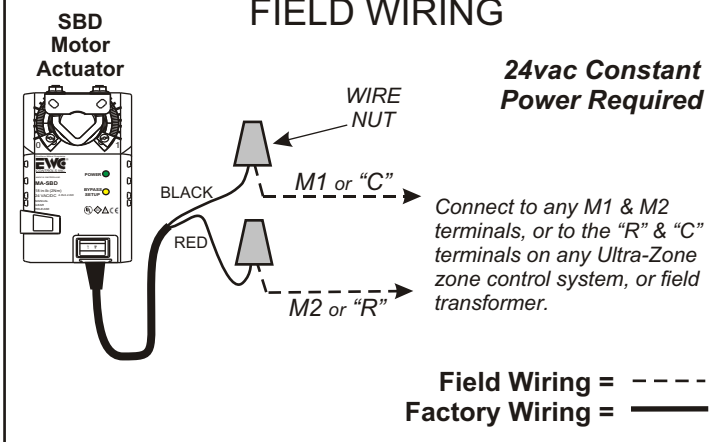 FIELD WIRING
SBD
Motor
Actuator
24vac Constant
Power Required
WIRE
NUT
0 1
EWC
POWER
MA-SBD
BYPASS
SETUP
BLACK
M1 or “C”
RED
M2 or “R”
Connect to any M1 & M2
terminals, or to the “R” & “C”
terminals on any Ultra-Zone
zone control system, or field
transformer.
Field Wiring =
Factory Wiring =